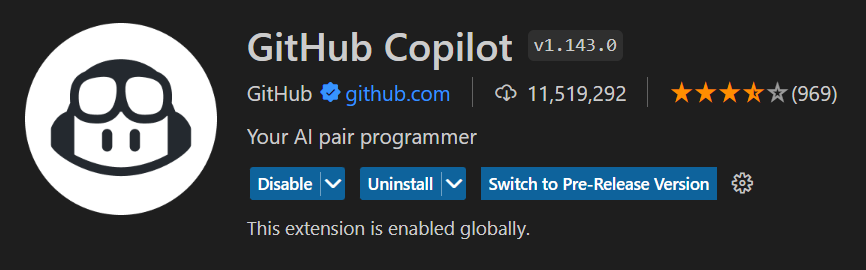 GitHub Copilot v1.143.0
GitHub github.com 11,519,292 (969)
Your AI pair programmer
Disable Uninstall Switch to Pre-Release Version
This extension is enabled globally.